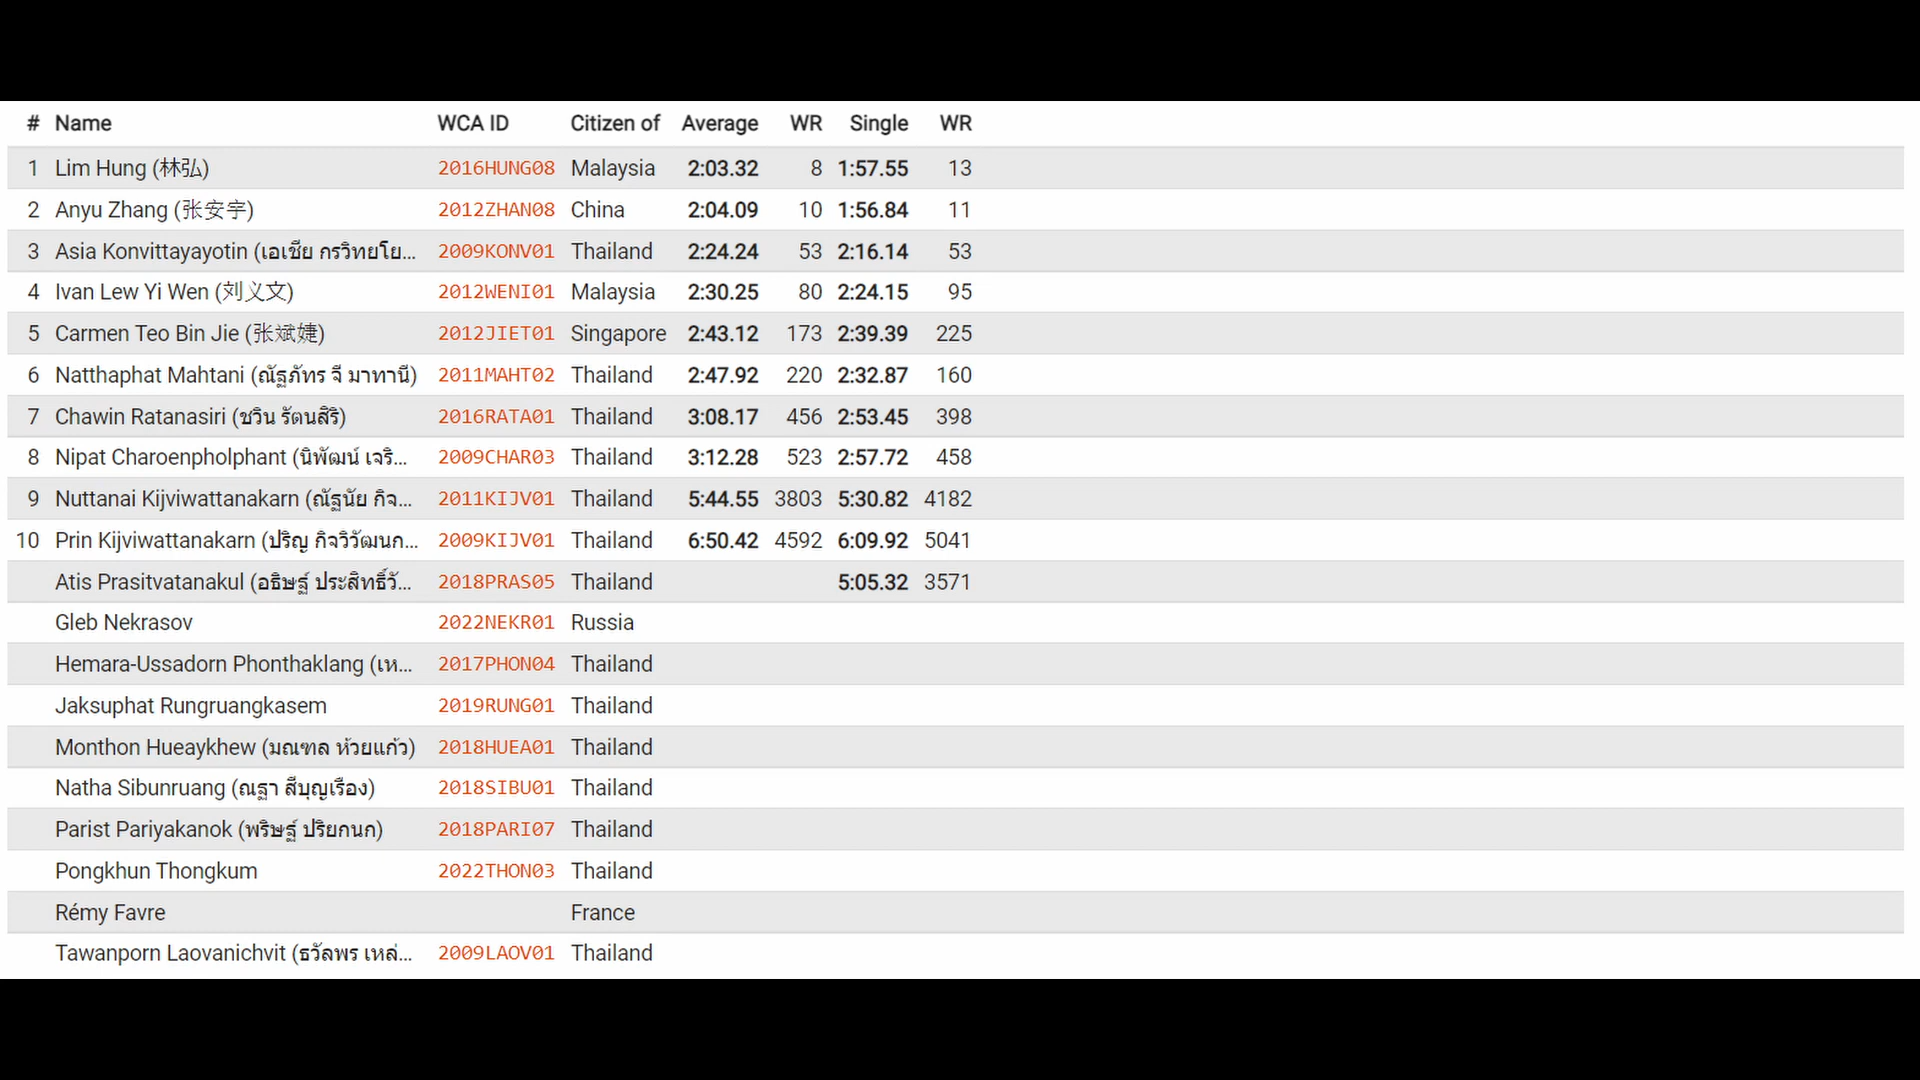 # Name WCA ID Citizen of Average WR Single WR
1 Lim Hung (林弘) 2016HUNG08 Malaysia 2:03.32 8 1:57.55 13
2 Anyu Zhang (张安宇) 2012ZHAN08 China 2:04.09 10 1:56.84 11
3 Asia Konvittayayotin (เอเชีย กรวิทยโย... 2009KONV01 Thailand 2:24.24 53 2:16.14 53
4 Ivan Lew Yi Wen (刘义文) 2012WENI01 Malaysia 2:30.25 80 2:24.15 95
5 Carmen Teo Bin Jie (张斌婕) 2012JIET01 Singapore 2:43.12 173 2:39.39 225
6 Natthaphat Mahtani (ณัฐภัทร จี มาทานี) 2011MAHT02 Thailand 2:47.92 220 2:32.87 160
7 Chawin Ratanasiri (ชวิน รัตนสิริ) 2016RATA01 Thailand 3:08.17 456 2:53.45 398
8 Nipat Charoenpholphant (นิพัฒน์ เจริ... 2009CHAR03 Thailand 3:12.28 523 2:57.72 458
9 Nuttanai Kijviwattanakarn (ณัฐนัย กิจ... 2011KIJV01 Thailand 5:44.55 3803 5:30.82 4182
10 Prin Kijviwattanakarn (ปริญ กิจวิวัฒนก... 2009KIJV01 Thailand 6:50.42 4592 6:09.92 5041
Atis Prasitvatanakul (อธิษฐ์ ประสิทธิ์วั... 2018PRAS05 Thailand 5:05.32 3571
Gleb Nekrasov 2022NEKR01 Russia
Hemara-Ussadorn Phonthaklang (เห... 2017PHON04 Thailand
Jaksuphat Rungruangkasem 2019RUNG01 Thailand
Monthon Hueaykhew (มณฑล ห้วยแก้ว) 2018HUEA01 Thailand
Natha Sibunruang (ณฐา สีบุญเรือง) 2018SIBU01 Thailand
Parist Pariyakanok (พริษฐ์ ปริยกนก) 2018PARI07 Thailand
Pongkhun Thongkum 2022THON03 Thailand
Rémy Favre France
Tawanporn Laovanichvit (ธวัลพร เหล่... 2009LAOV01 Thailand